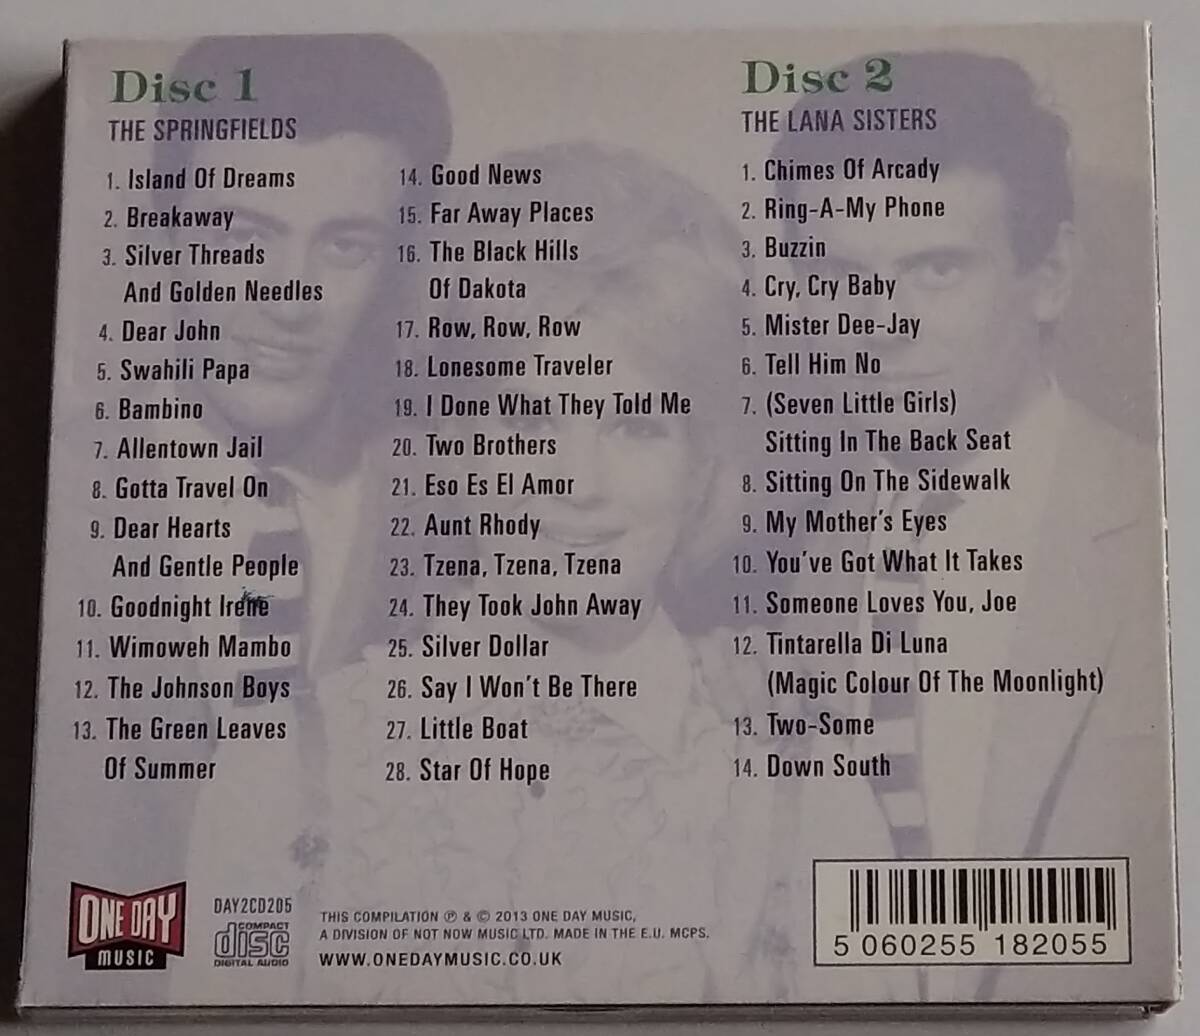 Disc 1
THE SPRINGFIELDS
1. Island Of Dreams
2. Breakaway
3. Silver Threads
And Golden Needles
4. Dear John
5. Swahili Papa
6. Bambino
7. Allentown Jail
8. Gotta Travel On
9. Dear Hearts
And Gentle People
10. Goodnight Irene
11. Wimoweh Mambo
12. The Johnson Boys
13. The Green Leaves
Of Summer
14. Good News
15. Far Away Places
16. The Black Hills
Of Dakota
17. Row, Row, Row
18. Lonesome Traveler
19. I Done What They Told Me
20. Two Brothers
21. Eso Es El Amor
22. Aunt Rhody
23. Tzena, Tzena, Tzena
24. They Took John Away
25. Silver Dollar
26. Say I Won't Be There
27. Little Boat
28. Star Of Hope
Disc 2
THE LANA SISTERS
1. Chimes Of Arcady
2. Ring-A-My Phone
3. Buzzin
4. Cry, Cry Baby
5. Mister Dee-Jay
6. Tell Him No
7. (Seven Little Girls)
Sitting In The Back Seat
8. Sitting On The Sidewalk
9. My Mother's Eyes
10. You've Got What It Takes
11. Someone Loves You, Joe
12. Tintarella Di Luna
(Magic Colour Of The Moonlight)
13. Two-Some
14. Down South
ONE DAY
MUSIC
DAY2CD205
COMPACT
disc
DIGITAL AUDIO
THIS COMPILATION ℗ & © 2013 ONE DAY MUSIC,
A DIVISION OF NOT NOW MUSIC LTD. MADE IN THE E.U. MCPS.
WWW.ONEDAYMUSIC.CO.UK
5 060255 182055